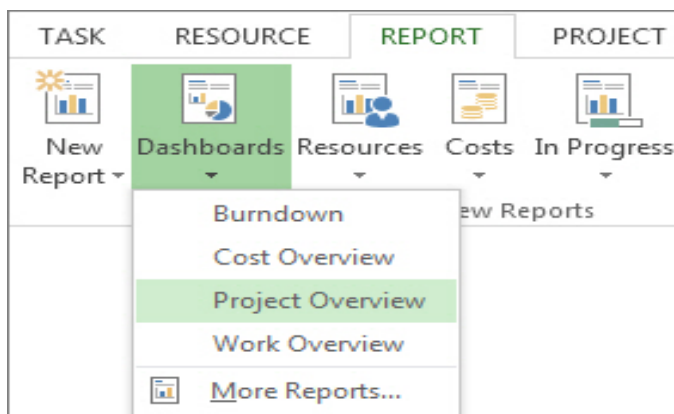 TASK RESOURCE REPORT PROJECT
New Report Dashboards Resources Costs In Progress
ew Reports
Burndown
Cost Overview
Project Overview
Work Overview
More Reports...